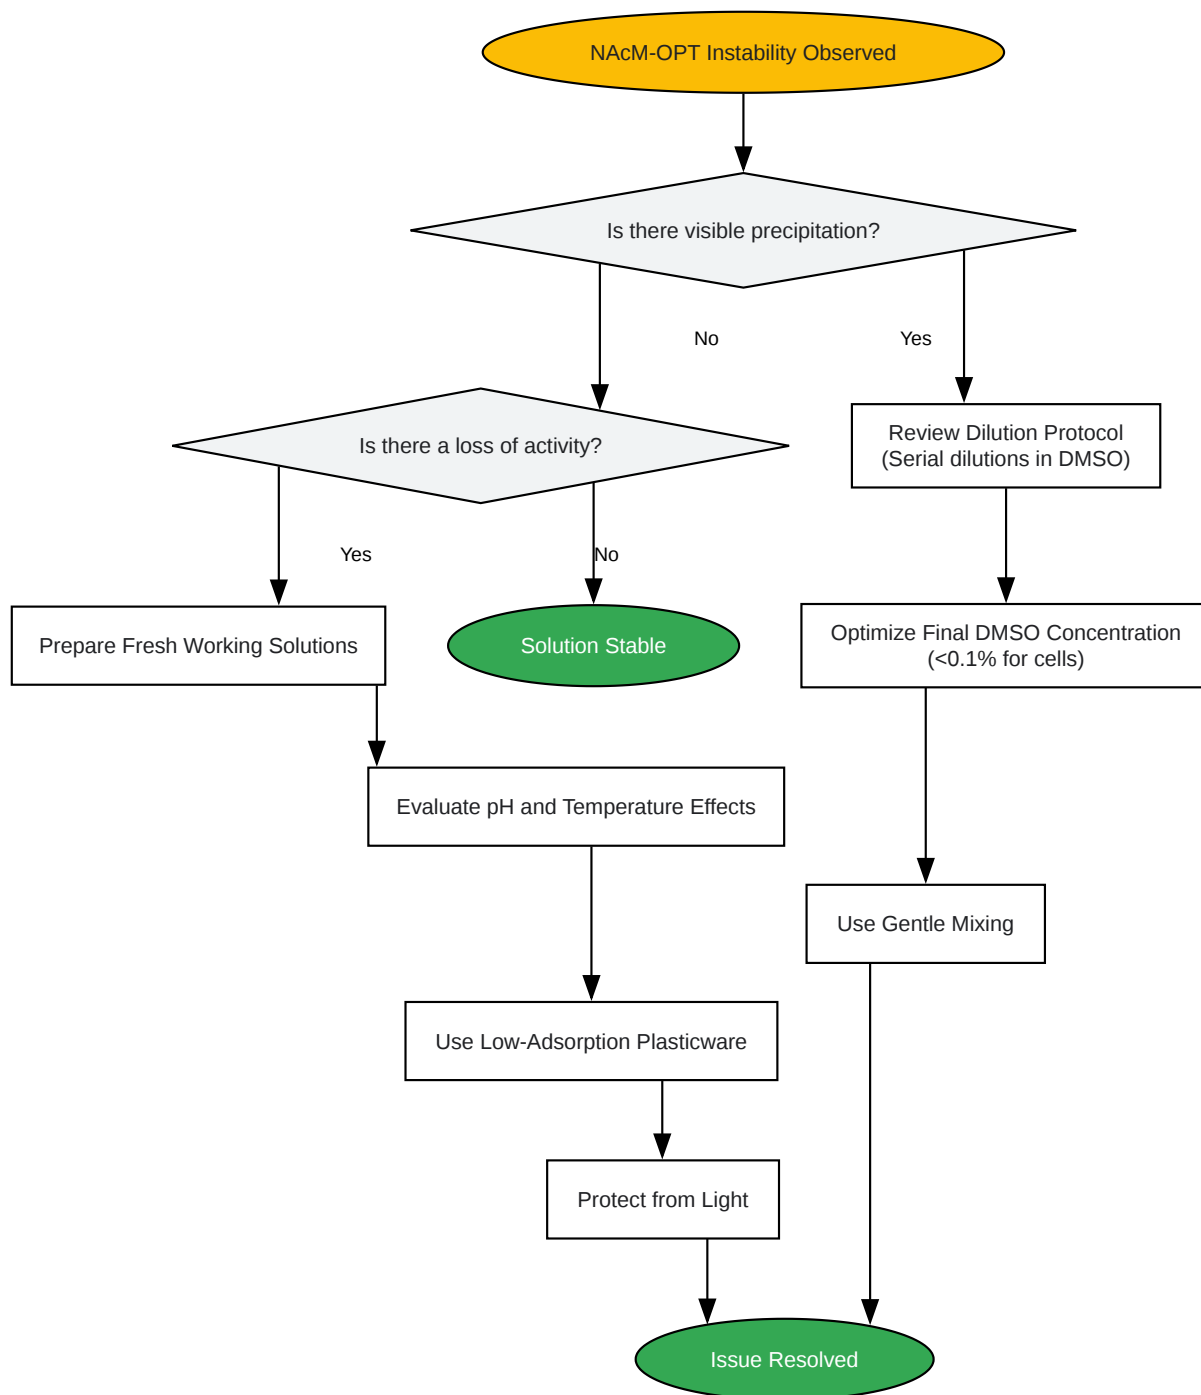 NAcM-OPT Instability Observed
Is there visible precipitation?
No
Yes
Is there a loss of activity?
Review Dilution Protocol
(Serial dilutions in DMSO)
Yes
No
Prepare Fresh Working Solutions
Solution Stable
Optimize Final DMSO Concentration
(<0.1% for cells)
Evaluate pH and Temperature Effects
Use Gentle Mixing
Use Low-Adsorption Plasticware
Protect from Light
Issue Resolved